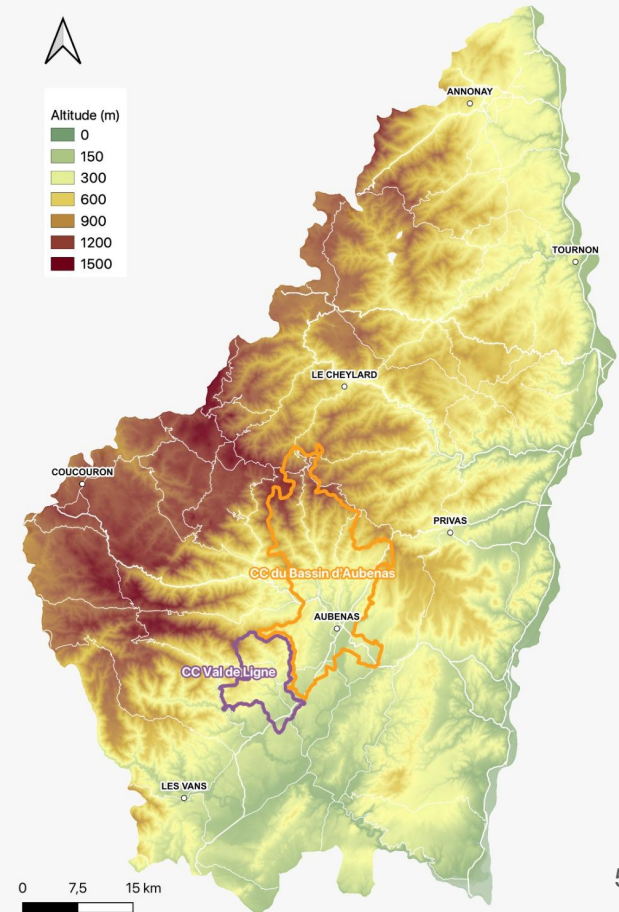 ANNONAY
Altitude (m)
0
150
300
600
900
1200
1500
TOURNON
LE CHEYLARD
COUCOURON
PRIVAS
CC du Bassin d'Aubenas
AUBENAS
CC Val de Ligne
LES VANS
0 7,5 15 km